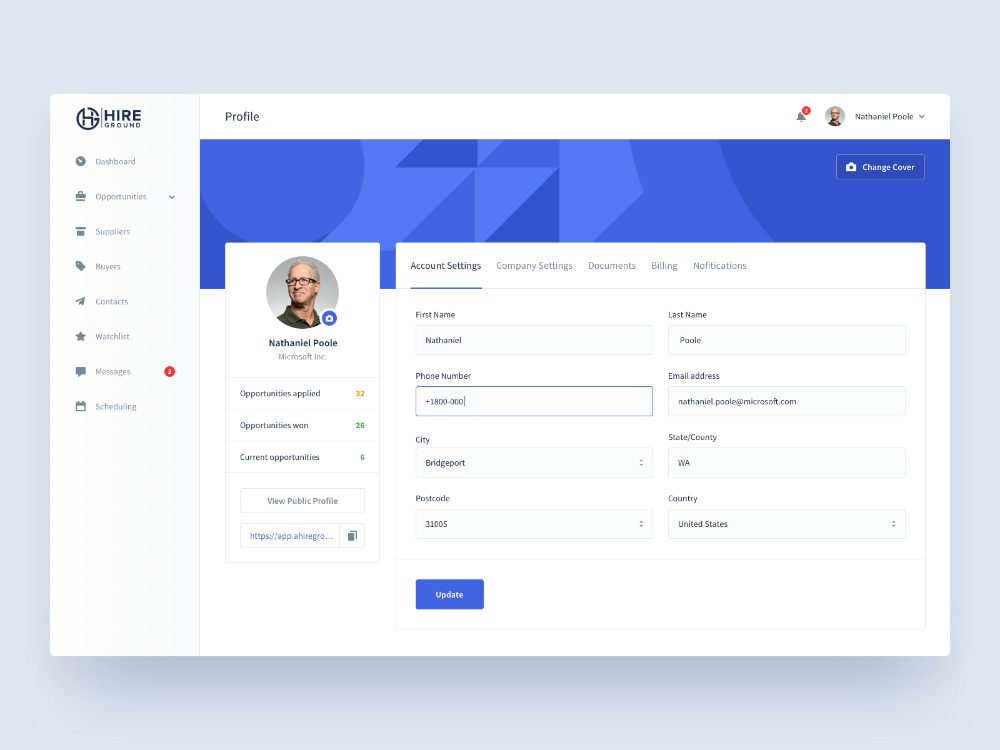 HIRE
GROUND
Profile
2
Nathaniel Poole
Dashboard
Opportunities
Suppliers
Buyers
Contacts
Watchlist
Messages 2
Scheduling
Change Cover
Nathaniel Poole
Microsoft Inc.
Opportunities applied 32
Opportunities won 26
Current opportunities 6
View Public Profile
https://app.ahiregro...
Account Settings Company Settings Documents Billing Nofitications
First Name Last Name
Nathaniel Poole
Phone Number Email address
+1800-000 nathaniel.poole@microsoft.com
City State/County
Bridgeport WA
Postcode Country
31005 United States
Update